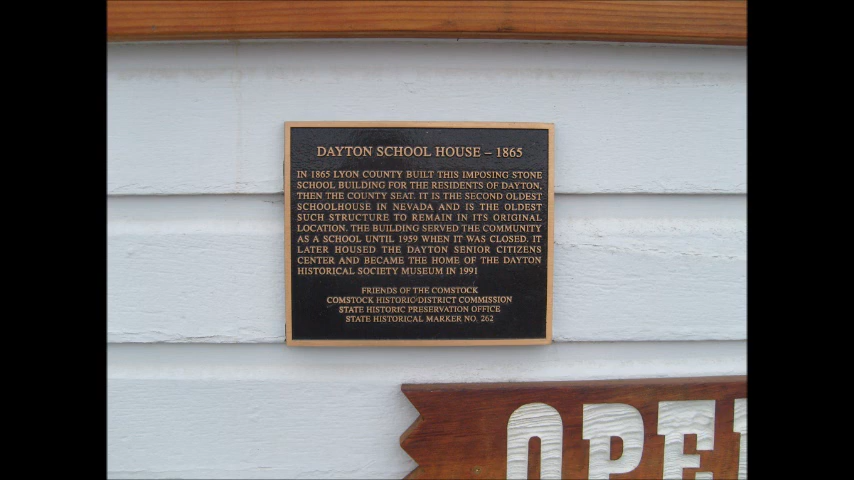 DAYTON SCHOOL HOUSE – 1865
IN 1865 LYON COUNTY BUILT THIS IMPOSING STONE
SCHOOL BUILDING FOR THE RESIDENTS OF DAYTON,
THEN THE COUNTY SEAT. IT IS THE SECOND OLDEST
SCHOOLHOUSE IN NEVADA AND IS THE OLDEST
SUCH STRUCTURE TO REMAIN IN ITS ORIGINAL
LOCATION. THE BUILDING SERVED THE COMMUNITY
AS A SCHOOL UNTIL 1959 WHEN IT WAS CLOSED. IT
LATER HOUSED THE DAYTON SENIOR CITIZENS
CENTER AND BECAME THE HOME OF THE DAYTON
HISTORICAL SOCIETY MUSEUM IN 1991
FRIENDS OF THE COMSTOCK
COMSTOCK HISTORIC DISTRICT COMMISSION
STATE HISTORIC PRESERVATION OFFICE
STATE HISTORICAL MARKER NO. 262
OPE